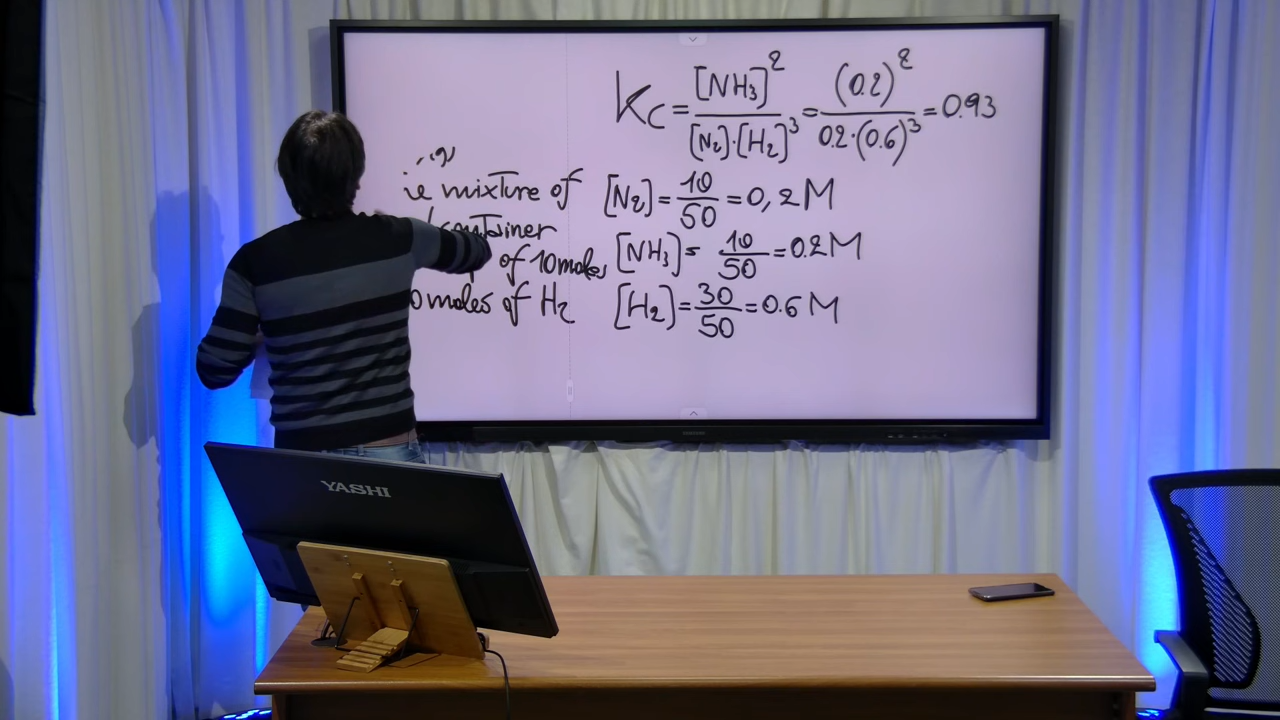 Kc = [NH₃]² / [N₂]·[H₂]³ = (0.2)² / 0.2·(0.6)³ = 0.93
mixture of [N₂] = 10/50 = 0,2M
container
of 10 moles [NH₃] = 10/50 = 0.2M
moles of H₂ [H₂] = 30/50 = 0.6 M
YASHI